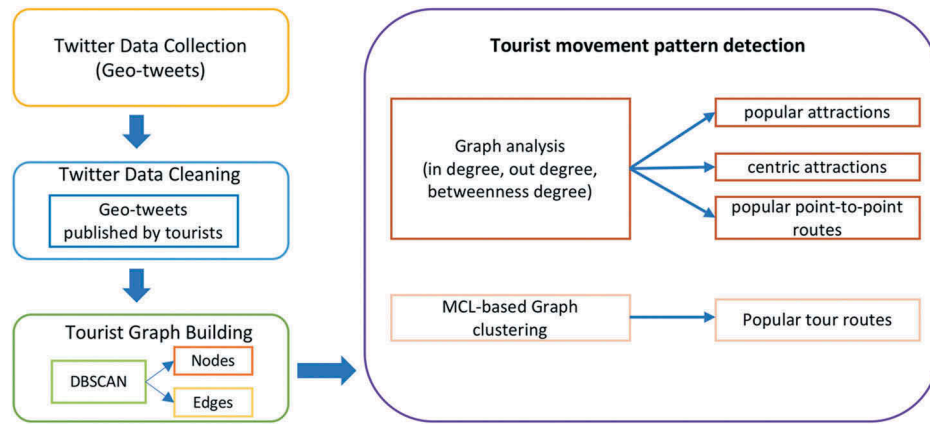 Twitter Data Collection
(Geo-tweets)
Twitter Data Cleaning
Geo-tweets
published by tourists
Tourist Graph Building
DBSCAN
Nodes
Edges
Tourist movement pattern detection
Graph analysis
(in degree, out degree,
betweenness degree)
popular attractions
centric attractions
popular point-to-point
routes
MCL-based Graph
clustering
Popular tour routes